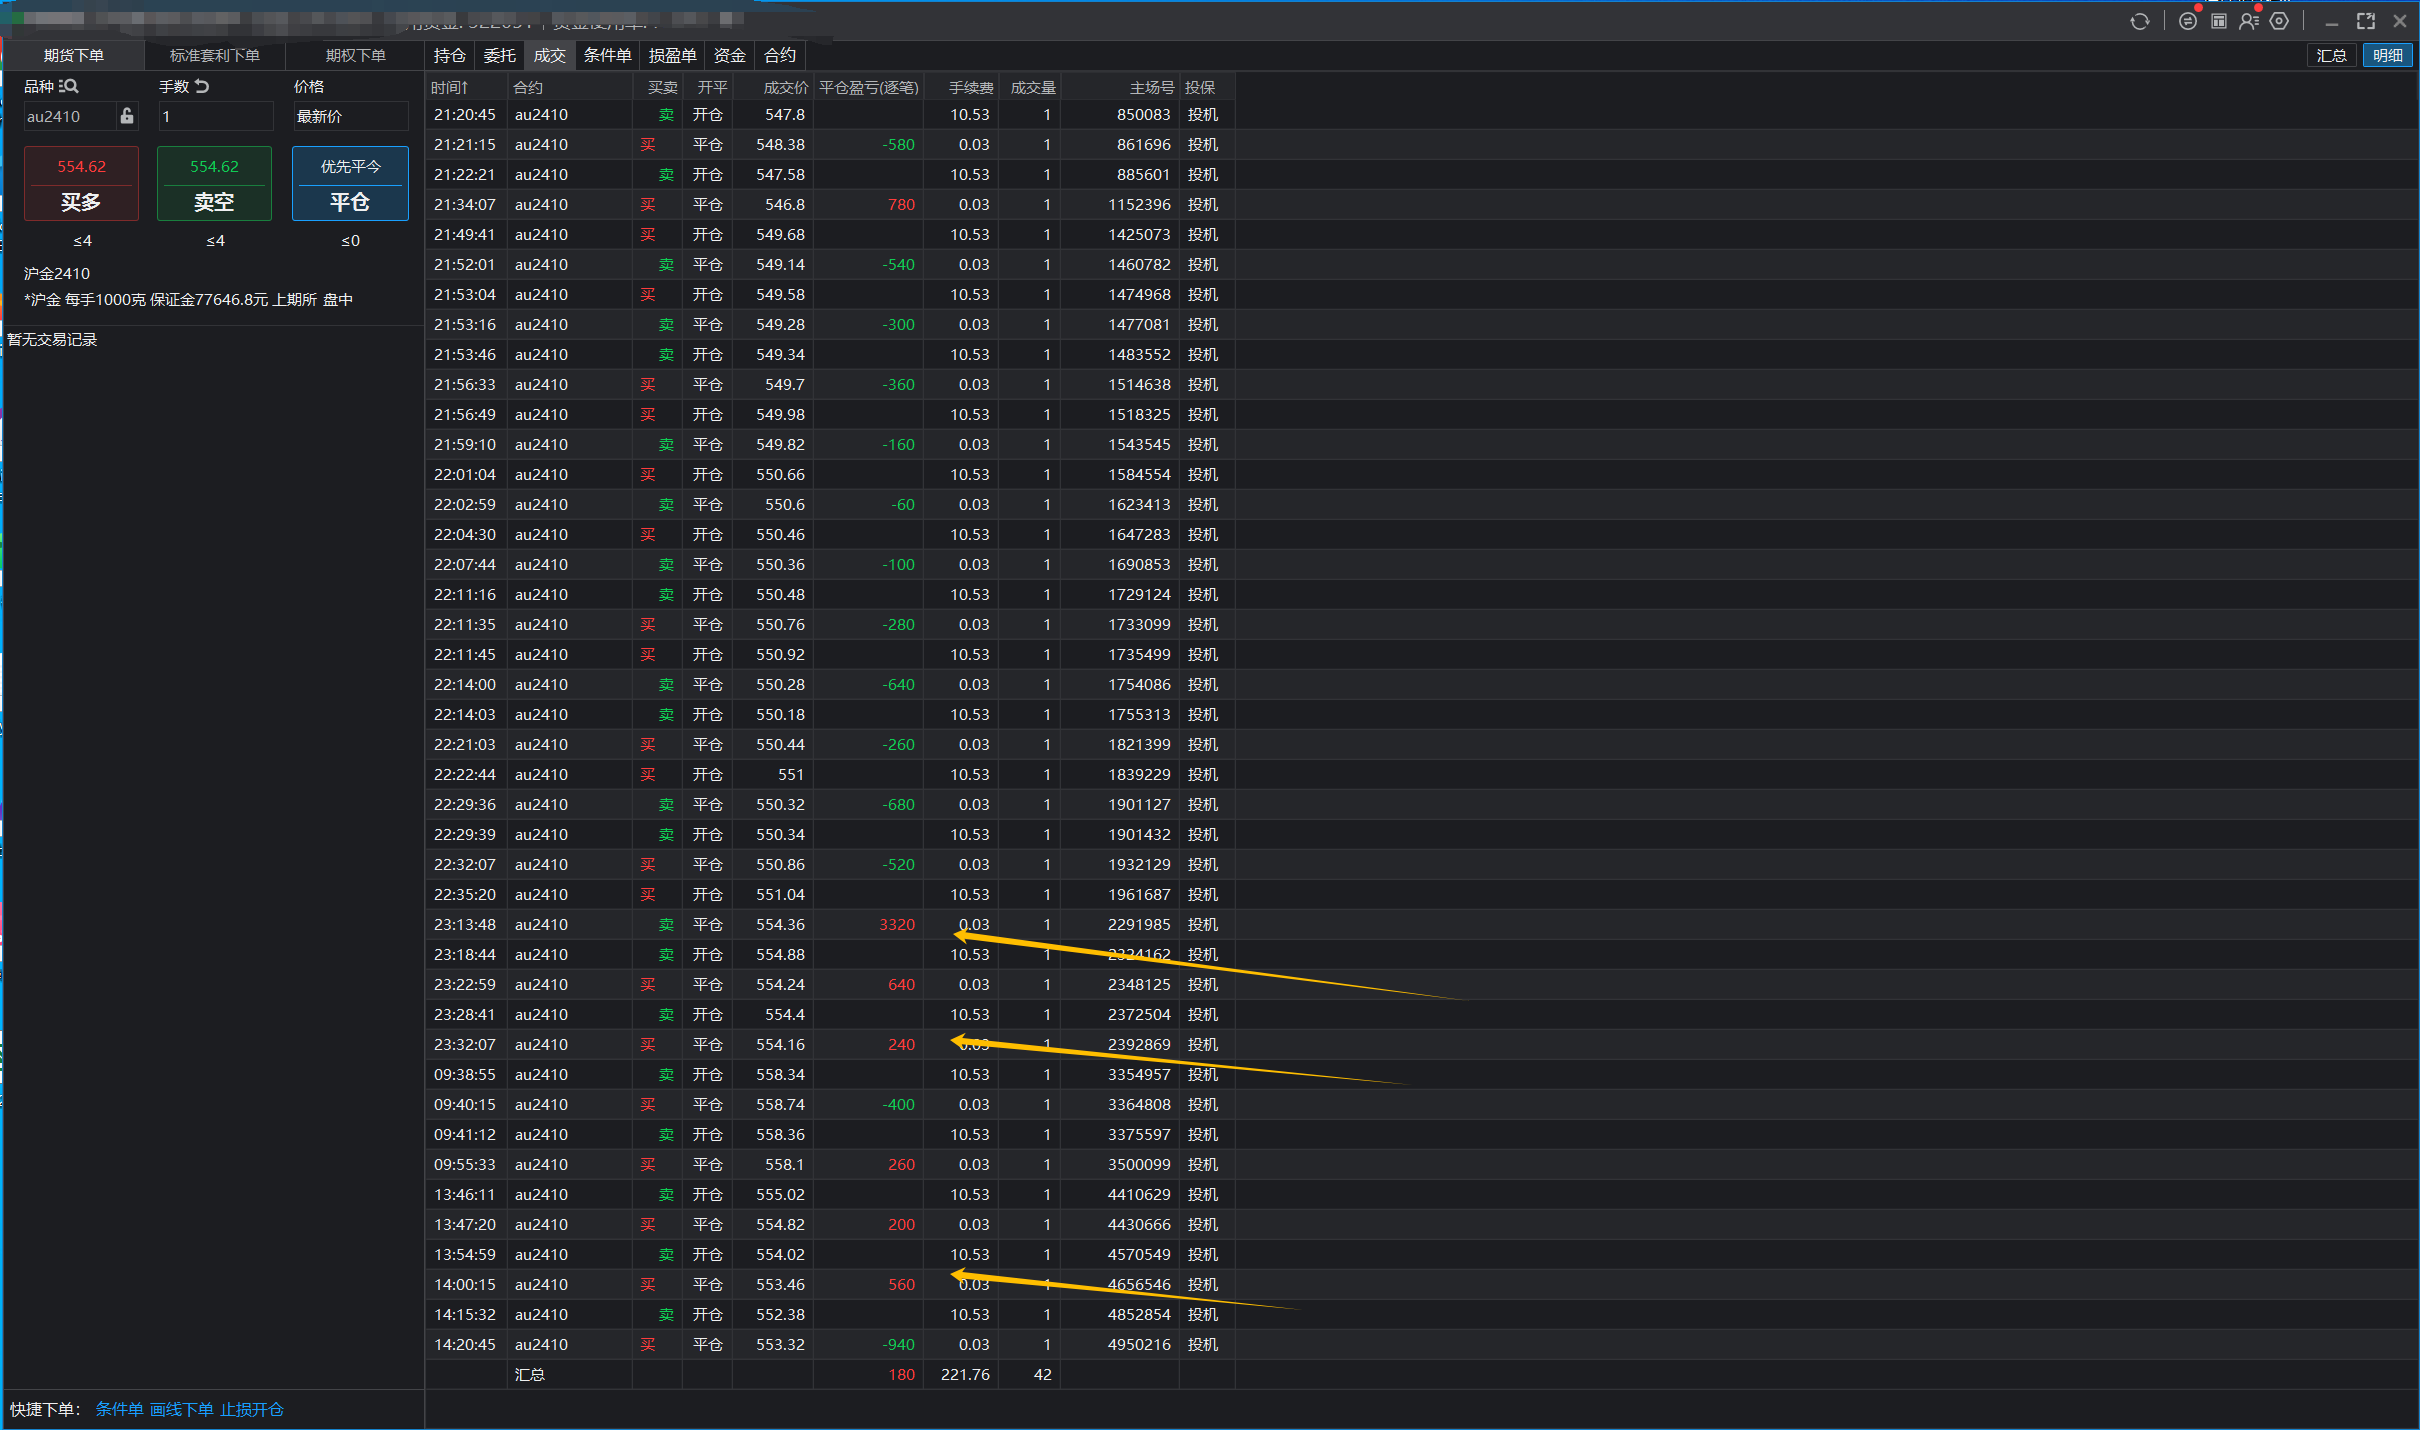 期货下单 标准套利下单 期权下单 持仓 委托 成交 条件单 损盈单 资金 合约 汇总 明细
品种 手数 价格
au2410 1 最新价
554.62 554.62 优先平今
买多 卖空 平仓
≤4 ≤4 ≤0
沪金2410
*沪金 每手1000克 保证金77646.8元 上期所 盘中
暂无交易记录
时间↑ 合约 买卖 开平 成交价 平仓盈亏(逐笔) 手续费 成交量 主场号 投保
21:20:45 au2410 卖 开仓 547.8 10.53 1 850083 投机
21:21:15 au2410 买 平仓 548.38 -580 0.03 1 861696 投机
21:22:21 au2410 卖 开仓 547.58 10.53 1 885601 投机
21:34:07 au2410 买 平仓 546.8 780 0.03 1 1152396 投机
21:49:41 au2410 买 开仓 549.68 10.53 1 1425073 投机
21:52:01 au2410 卖 平仓 549.14 -540 0.03 1 1460782 投机
21:53:04 au2410 买 开仓 549.58 10.53 1 1474968 投机
21:53:16 au2410 卖 平仓 549.28 -300 0.03 1 1477081 投机
21:53:46 au2410 卖 开仓 549.34 10.53 1 1483552 投机
21:56:33 au2410 买 平仓 549.7 -360 0.03 1 1514638 投机
21:56:49 au2410 买 开仓 549.98 10.53 1 1518325 投机
21:59:10 au2410 卖 平仓 549.82 -160 0.03 1 1543545 投机
22:01:04 au2410 买 开仓 550.66 10.53 1 1584554 投机
22:02:59 au2410 卖 平仓 550.6 -60 0.03 1 1623413 投机
22:04:30 au2410 买 开仓 550.46 10.53 1 1647283 投机
22:07:44 au2410 卖 平仓 550.36 -100 0.03 1 1690853 投机
22:11:16 au2410 卖 开仓 550.48 10.53 1 1729124 投机
22:11:35 au2410 买 平仓 550.76 -280 0.03 1 1733099 投机
22:11:45 au2410 买 开仓 550.92 10.53 1 1735499 投机
22:14:00 au2410 卖 平仓 550.28 -640 0.03 1 1754086 投机
22:14:03 au2410 卖 开仓 550.18 10.53 1 1755313 投机
22:21:03 au2410 买 平仓 550.44 -260 0.03 1 1821399 投机
22:22:44 au2410 买 开仓 551 10.53 1 1839229 投机
22:29:36 au2410 卖 平仓 550.32 -680 0.03 1 1901127 投机
22:29:39 au2410 卖 开仓 550.34 10.53 1 1901432 投机
22:32:07 au2410 买 平仓 550.86 -520 0.03 1 1932129 投机
22:35:20 au2410 买 开仓 551.04 10.53 1 1961687 投机
23:13:48 au2410 卖 平仓 554.36 3320 0.03 1 2291985 投机
23:18:44 au2410 卖 开仓 554.88 10.53 1 2324162 投机
23:22:59 au2410 买 平仓 554.24 640 0.03 1 2348125 投机
23:28:41 au2410 卖 开仓 554.4 10.53 1 2372504 投机
23:32:07 au2410 买 平仓 554.16 240 0.03 1 2392869 投机
09:38:55 au2410 卖 开仓 558.34 10.53 1 3354957 投机
09:40:15 au2410 买 平仓 558.74 -400 0.03 1 3364808 投机
09:41:12 au2410 卖 开仓 558.36 10.53 1 3375597 投机
09:55:33 au2410 买 平仓 558.1 260 0.03 1 3500099 投机
13:46:11 au2410 卖 开仓 555.02 10.53 1 4410629 投机
13:47:20 au2410 买 平仓 554.82 200 0.03 1 4430666 投机
13:54:59 au2410 卖 开仓 554.02 10.53 1 4570549 投机
14:00:15 au2410 买 平仓 553.46 560 0.03 1 4656546 投机
14:15:32 au2410 卖 开仓 552.38 10.53 1 4852854 投机
14:20:45 au2410 买 平仓 553.32 -940 0.03 1 4950216 投机
汇总 180 221.76 42
快捷下单： 条件单 画线下单 止损开仓